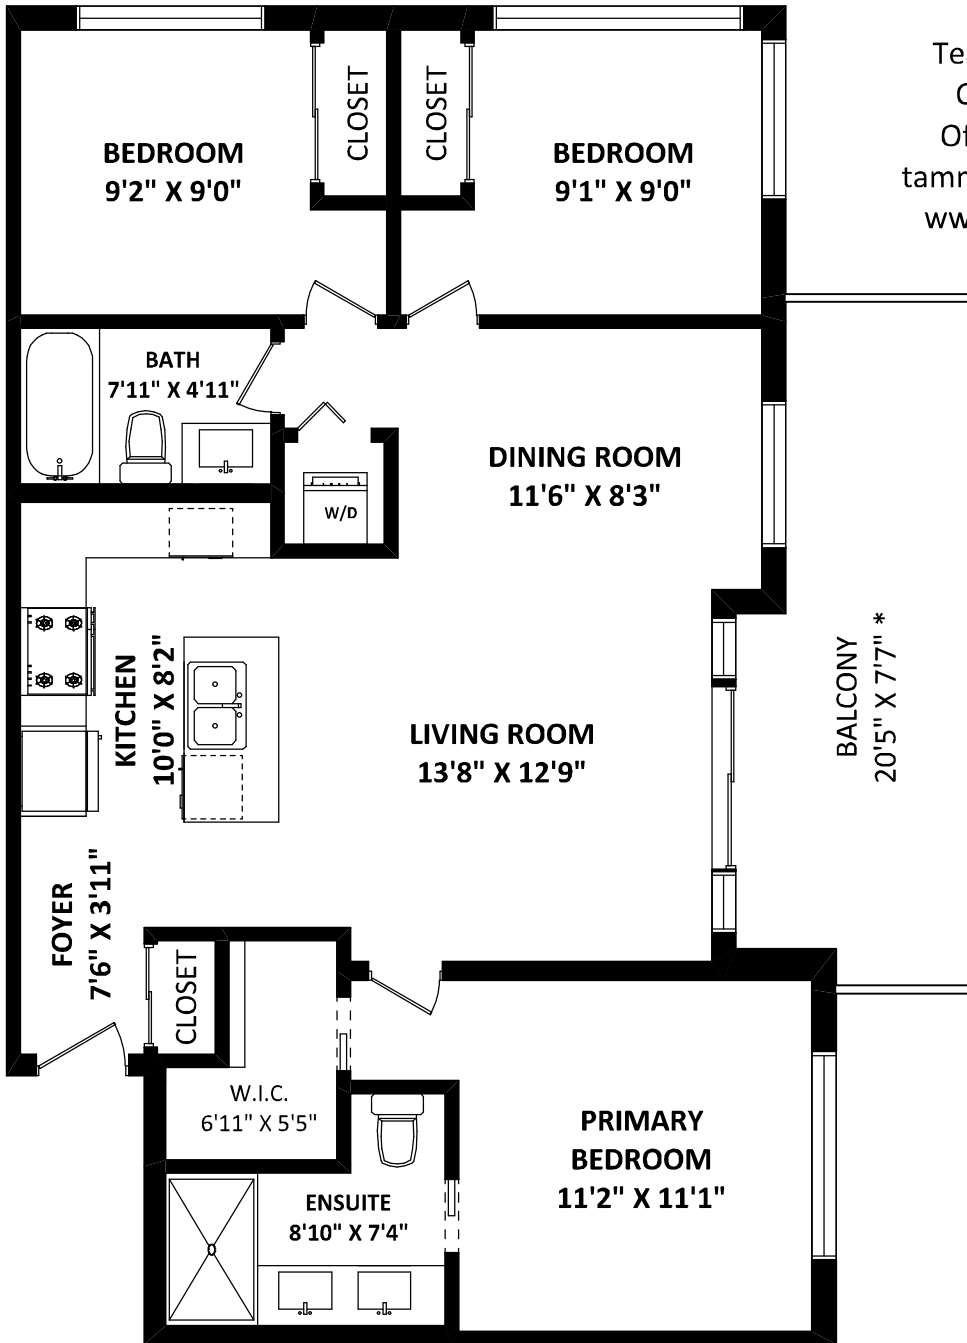 BEDROOM
9'2" X 9'0"
CLOSET
CLOSET
BEDROOM
9'1" X 9'0"
BATH
7'11" X 4'11"
W/D
DINING ROOM
11'6" X 8'3"
KITCHEN
10'0" X 8'2"
LIVING ROOM
13'8" X 12'9"
BALCONY
20'5" X 7'7" *
FOYER
7'6" X 3'11"
CLOSET
W.I.C.
6'11" X 5'5"
PRIMARY
BEDROOM
11'2" X 11'1"
ENSUITE
8'10" X 7'4"